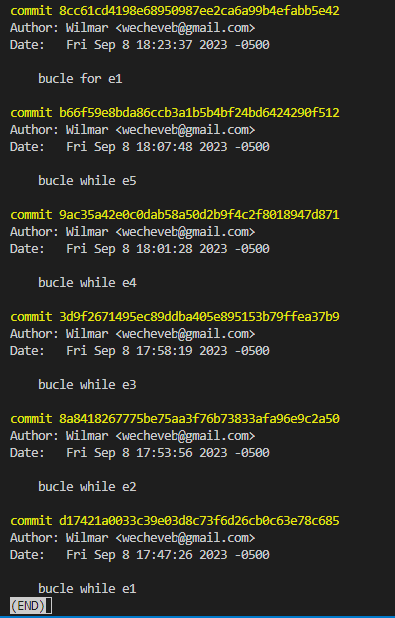 commit 8cc61cd4198e68950987ee2ca6a99b4efabb5e42
Author: Wilmar <wecheveb@gmail.com>
Date:   Fri Sep 8 18:23:37 2023 -0500
bucle for e1
commit b66f59e8bda86ccb3a1b5b4bf24bd6424290f512
Author: Wilmar <wecheveb@gmail.com>
Date:   Fri Sep 8 18:07:48 2023 -0500
bucle while e5
commit 9ac35a42e0c0dab58a50d2b9f4c2f8018947d871
Author: Wilmar <wecheveb@gmail.com>
Date:   Fri Sep 8 18:01:28 2023 -0500
bucle while e4
commit 3d9f2671495ec89ddba405e895153b79ffea37b9
Author: Wilmar <wecheveb@gmail.com>
Date:   Fri Sep 8 17:58:19 2023 -0500
bucle while e3
commit 8a8418267775be75aa3f76b73833afa96e9c2a50
Author: Wilmar <wecheveb@gmail.com>
Date:   Fri Sep 8 17:53:56 2023 -0500
bucle while e2
commit d17421a0033c39e03d8c73f6d26cb0c63e78c685
Author: Wilmar <wecheveb@gmail.com>
Date:   Fri Sep 8 17:47:26 2023 -0500
bucle while e1
(END)